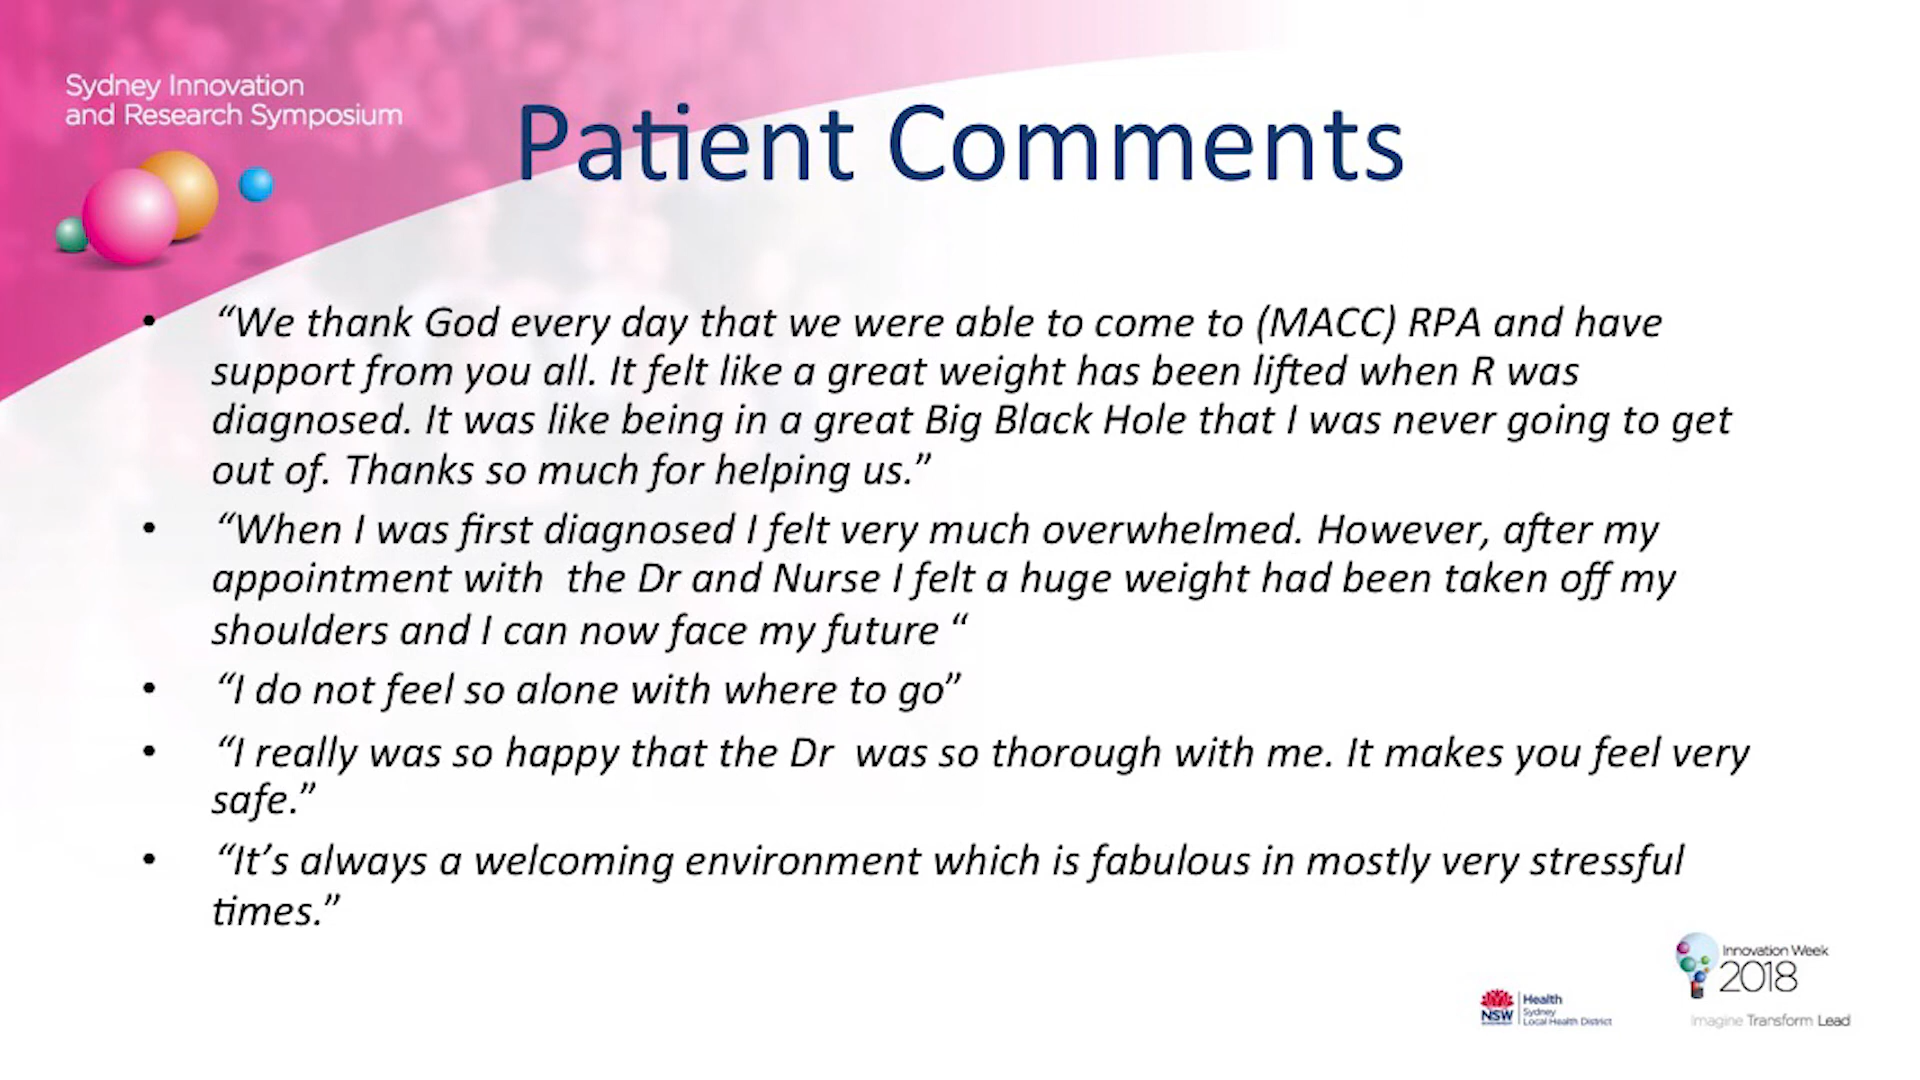 Sydney Innovation
and Research Symposium
Patient Comments
• “We thank God every day that we were able to come to (MACC) RPA and have
support from you all. It felt like a great weight has been lifted when R was
diagnosed. It was like being in a great Big Black Hole that I was never going to get
out of. Thanks so much for helping us.”
• “When I was first diagnosed I felt very much overwhelmed. However, after my
appointment with  the Dr and Nurse I felt a huge weight had been taken off my
shoulders and I can now face my future “
• “I do not feel so alone with where to go”
• “I really was so happy that the Dr  was so thorough with me. It makes you feel very
safe.”
• “It’s always a welcoming environment which is fabulous in mostly very stressful
times.”
Innovation Week
2018
Imagine Transform Lead
NSW
Health
Sydney
Local Health District